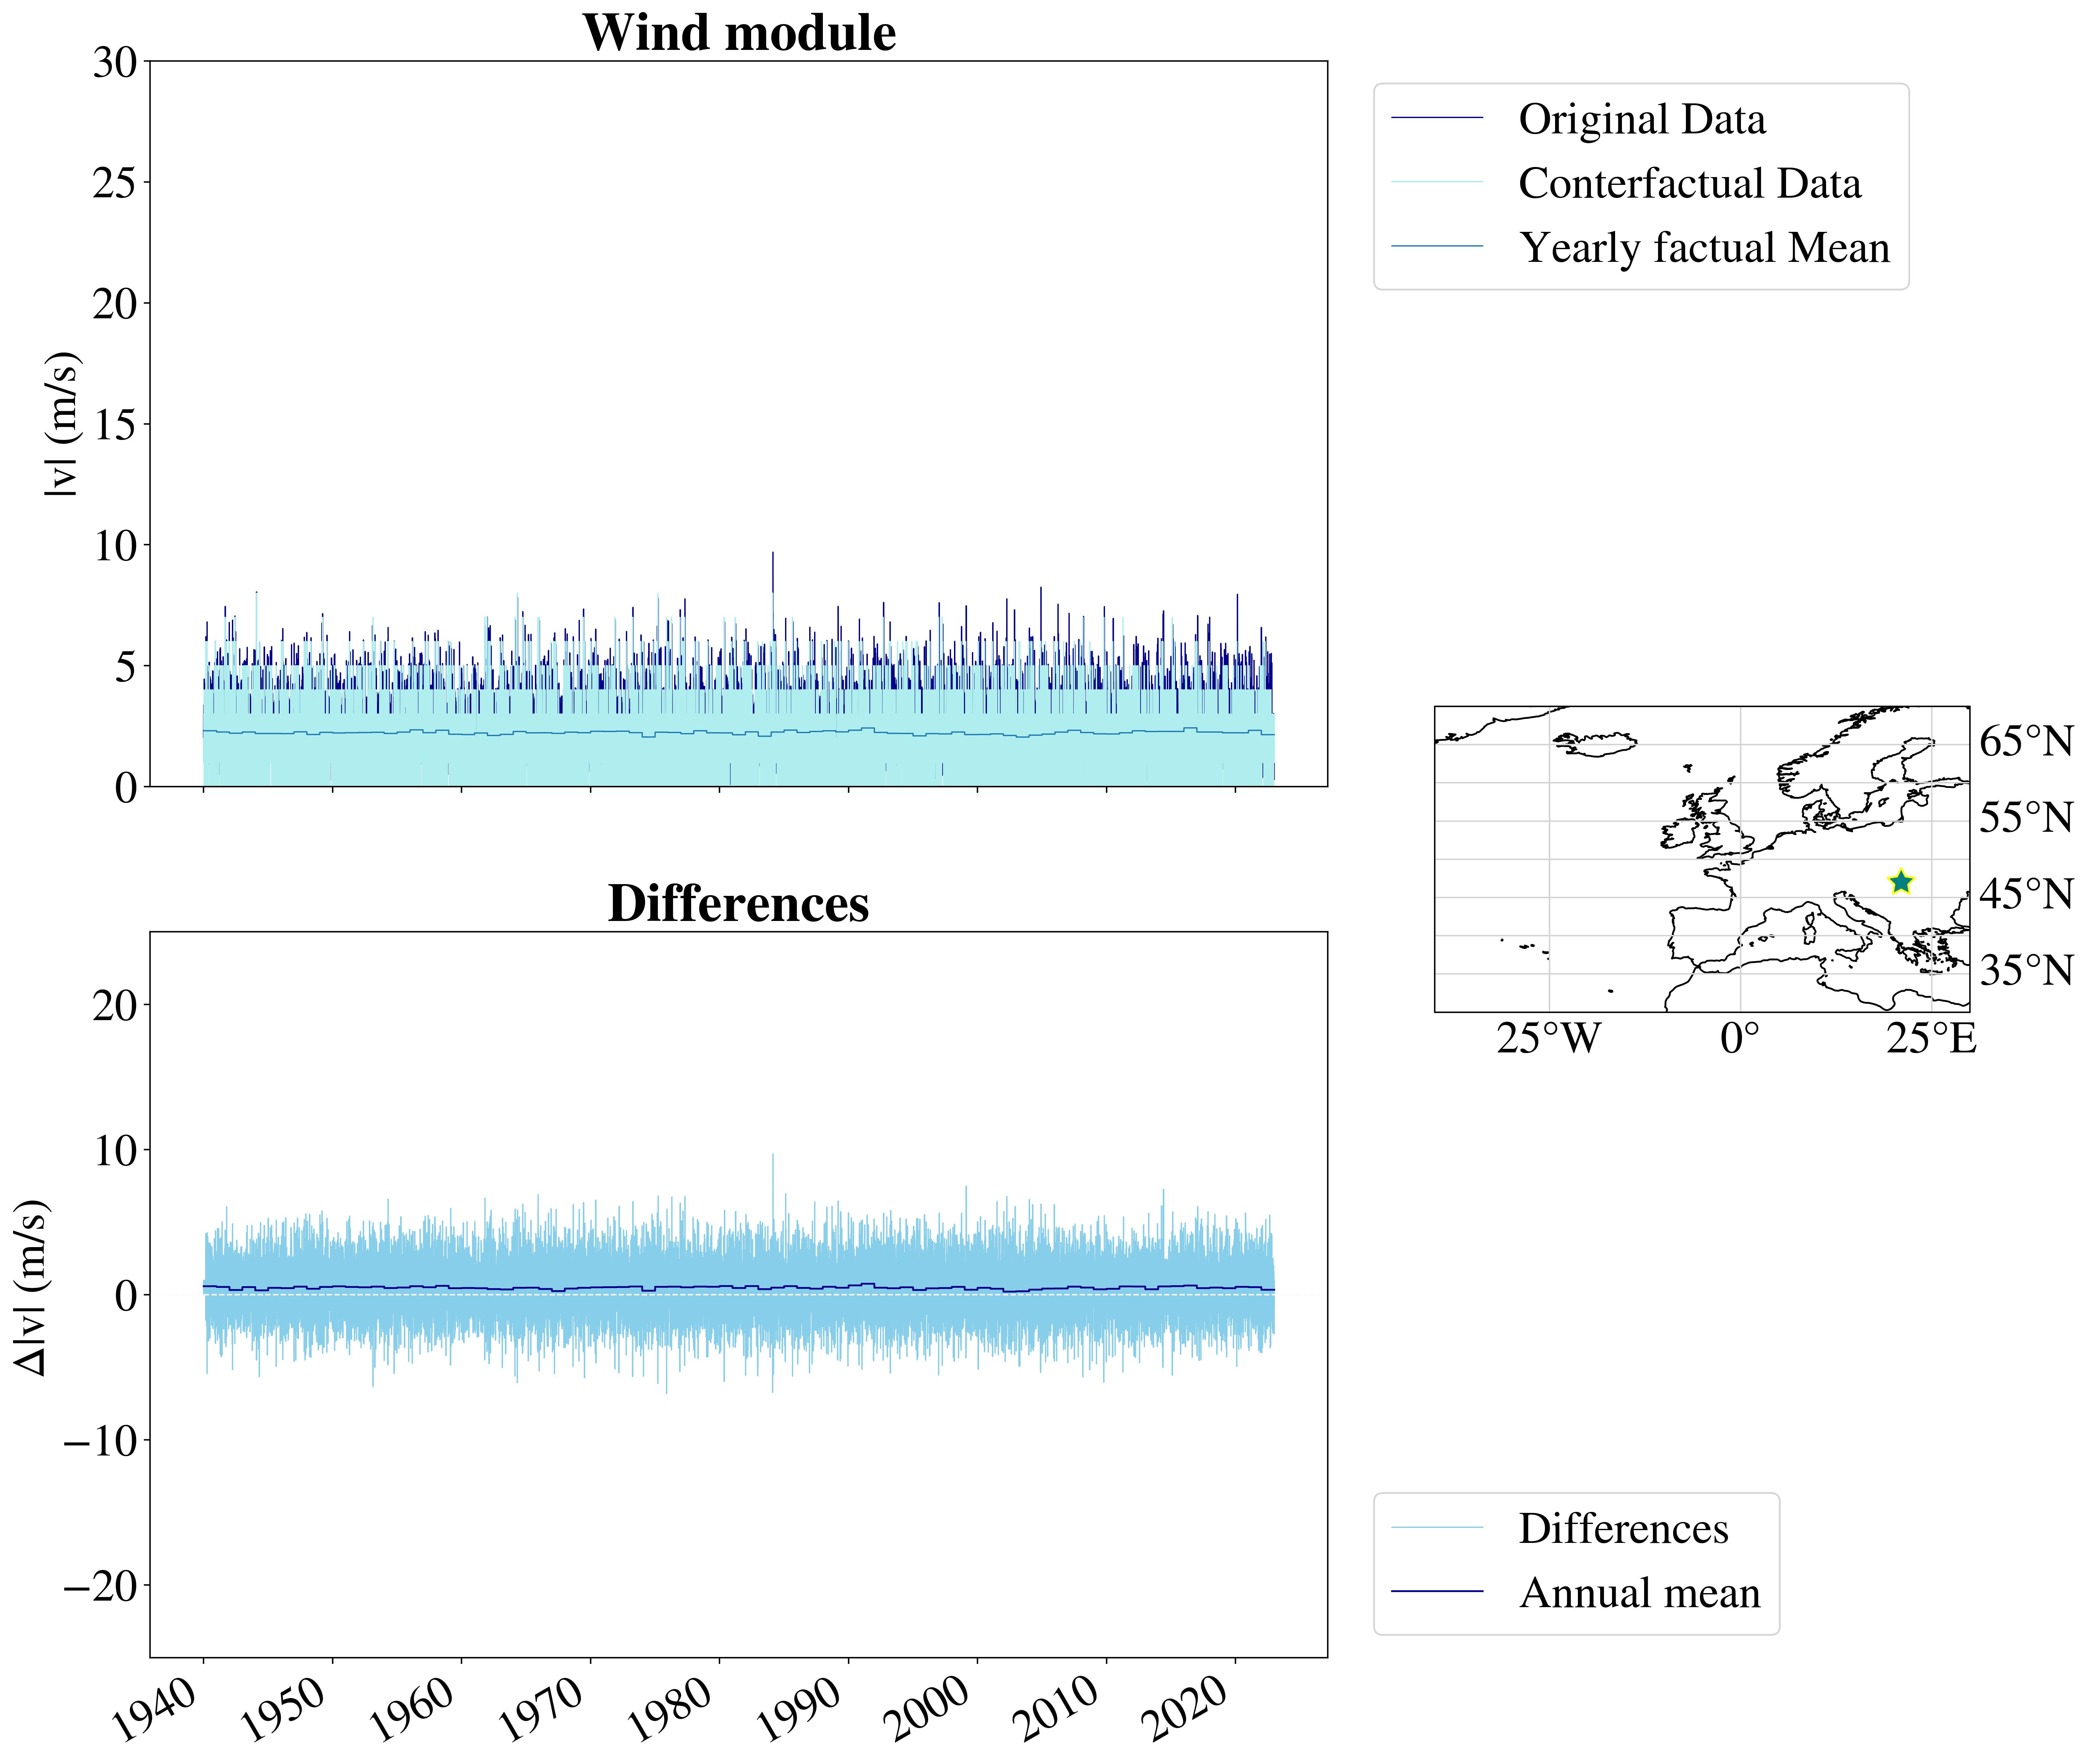 Wind module
30
25
20
15
10
5
0
|v| (m/s)
Original Data
Conterfactual Data
Yearly factual Mean
65°N
55°N
45°N
35°N
25°W 0° 25°E
Differences
20
10
0
−10
−20
Δ|v| (m/s)
1940 1950 1960 1970 1980 1990 2000 2010 2020
Differences
Annual mean